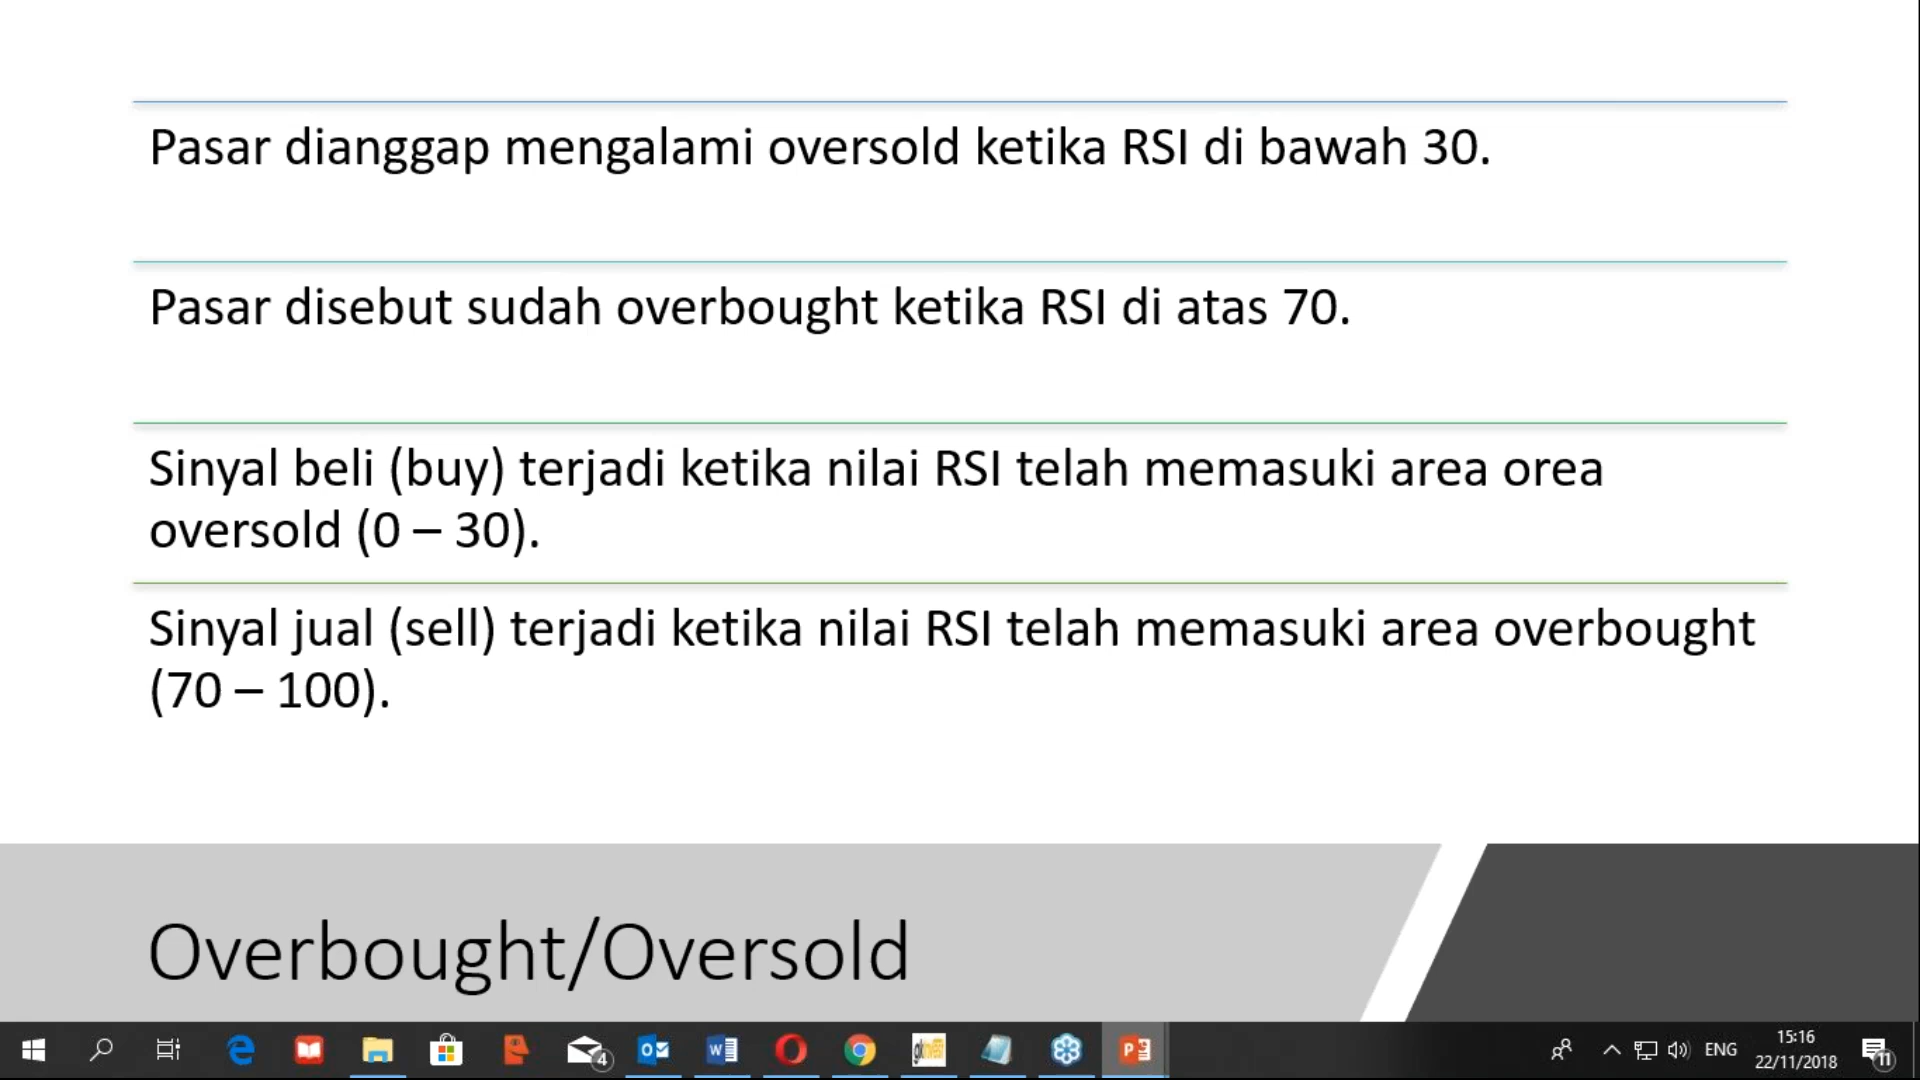 Pasar dianggap mengalami oversold ketika RSI di bawah 30.
Pasar disebut sudah overbought ketika RSI di atas 70.
Sinyal beli (buy) terjadi ketika nilai RSI telah memasuki area orea
oversold (0 – 30).
Sinyal jual (sell) terjadi ketika nilai RSI telah memasuki area overbought
(70 – 100).
Overbought/Oversold
4
ENG
15:16
22/11/2018
11